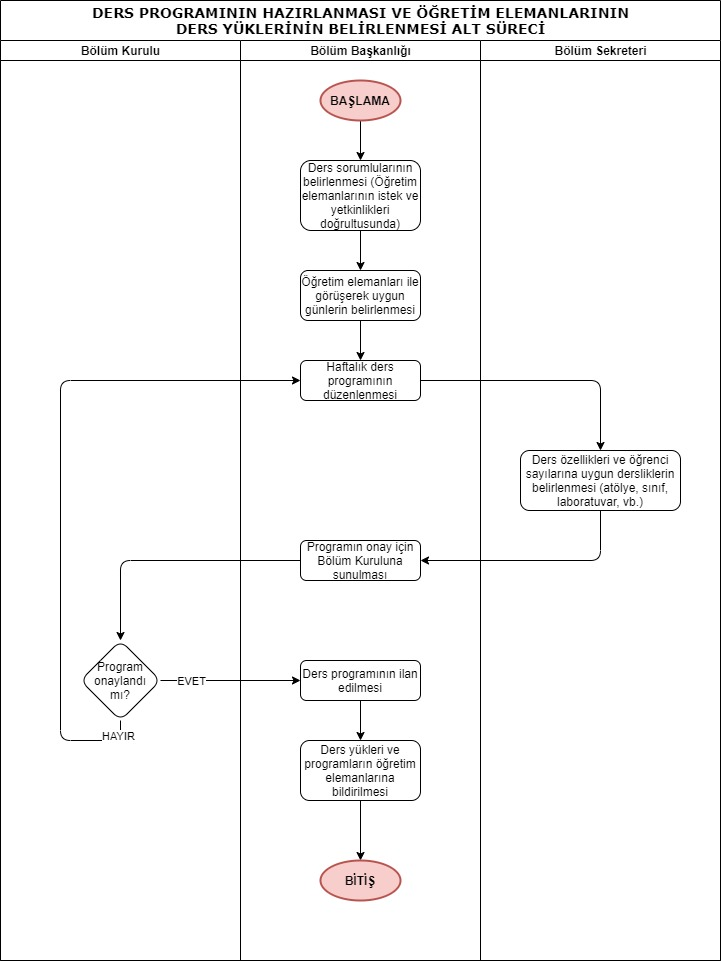 DERS PROGRAMININ HAZIRLANMASI VE ÖĞRETİM ELEMANLARININ
DERS YÜKLERİNİN BELİRLENMESİ ALT SÜRECİ
Bölüm Kurulu
Bölüm Başkanlığı
Bölüm Sekreteri
BAŞLAMA
Ders sorumlularının
belirlenmesi (Öğretim
elemanlarının istek ve
yetkinlikleri
doğrultusunda)
Öğretim elemanları ile
görüşerek uygun
günlerin belirlenmesi
Haftalık ders
programının
düzenlenmesi
Ders özellikleri ve öğrenci
sayılarına uygun dersliklerin
belirlenmesi (atölye, sınıf,
laboratuvar, vb.)
Programın onay için
Bölüm Kuruluna
sunulması
Program
onaylandı
mı?
EVET
HAYIR
Ders programının ilan
edilmesi
Ders yükleri ve
programların öğretim
elemanlarına
bildirilmesi
BİTİŞ